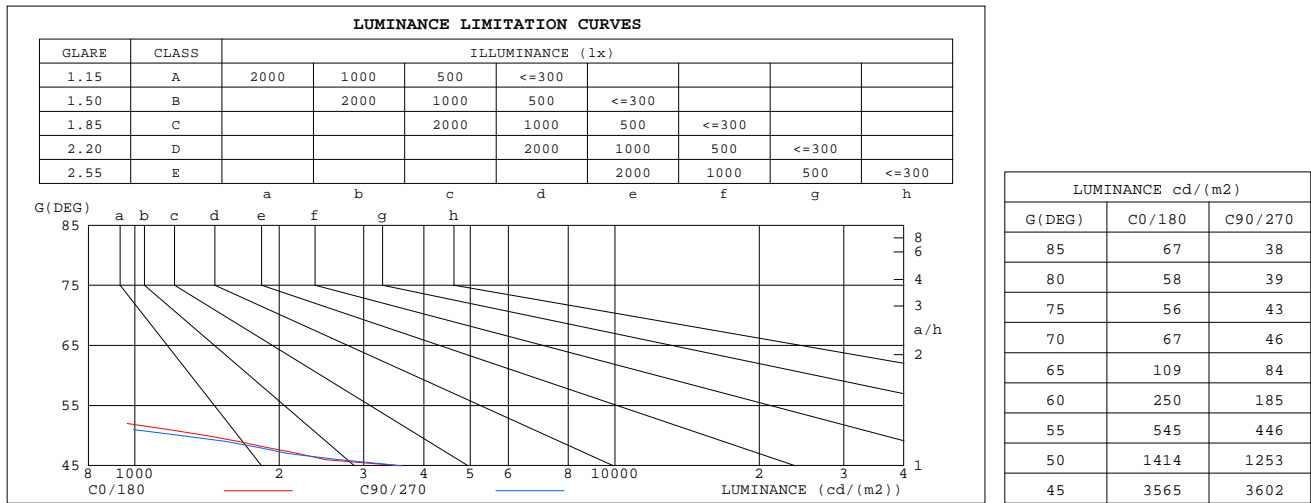 LUMINANCE LIMITATION CURVES
GLARE CLASS ILLUMINANCE (lx)
1.15 A 2000 1000 500 <=300
1.50 B 2000 1000 500 <=300
1.85 C 2000 1000 500 <=300
2.20 D 2000 1000 500 <=300
2.55 E 2000 1000 500 <=300
a b c d e f g h
G(DEG)
a b c d e f g h
85
75
65
55
45
8
6
4
3
a/h
2
1
8 1000 2 3 4 5 6 8 10000 2 3 4
C0/180 C90/270 LUMINANCE (cd/(m2))
LUMINANCE cd/(m2)
G(DEG) C0/180 C90/270
85 67 38
80 58 39
75 56 43
70 67 46
65 109 84
60 250 185
55 545 446
50 1414 1253
45 3565 3602